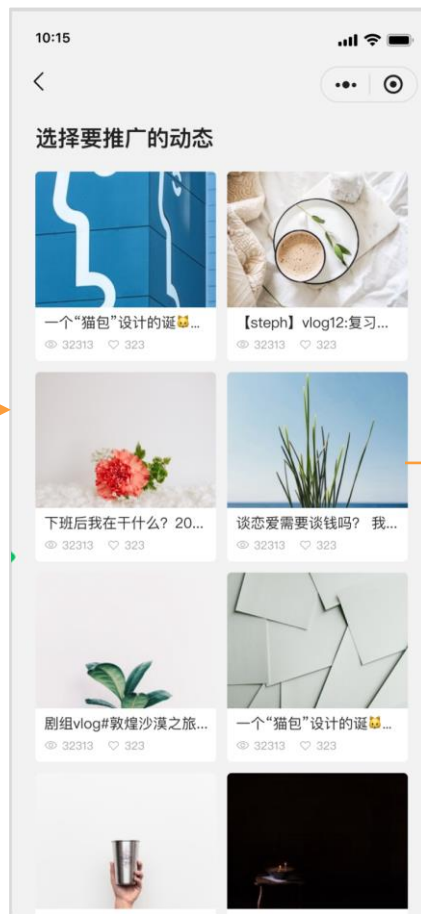 10:15
选择要推广的动态
一个“猫包”设计的诞🐱...
32313 323
【steph】vlog12:复习...
32313 323
下班后我在干什么？20...
32313 323
谈恋爱需要谈钱吗？ 我...
32313 323
剧组vlog#敦煌沙漠之旅...
32313 323
一个“猫包”设计的诞🐱...
32313 323